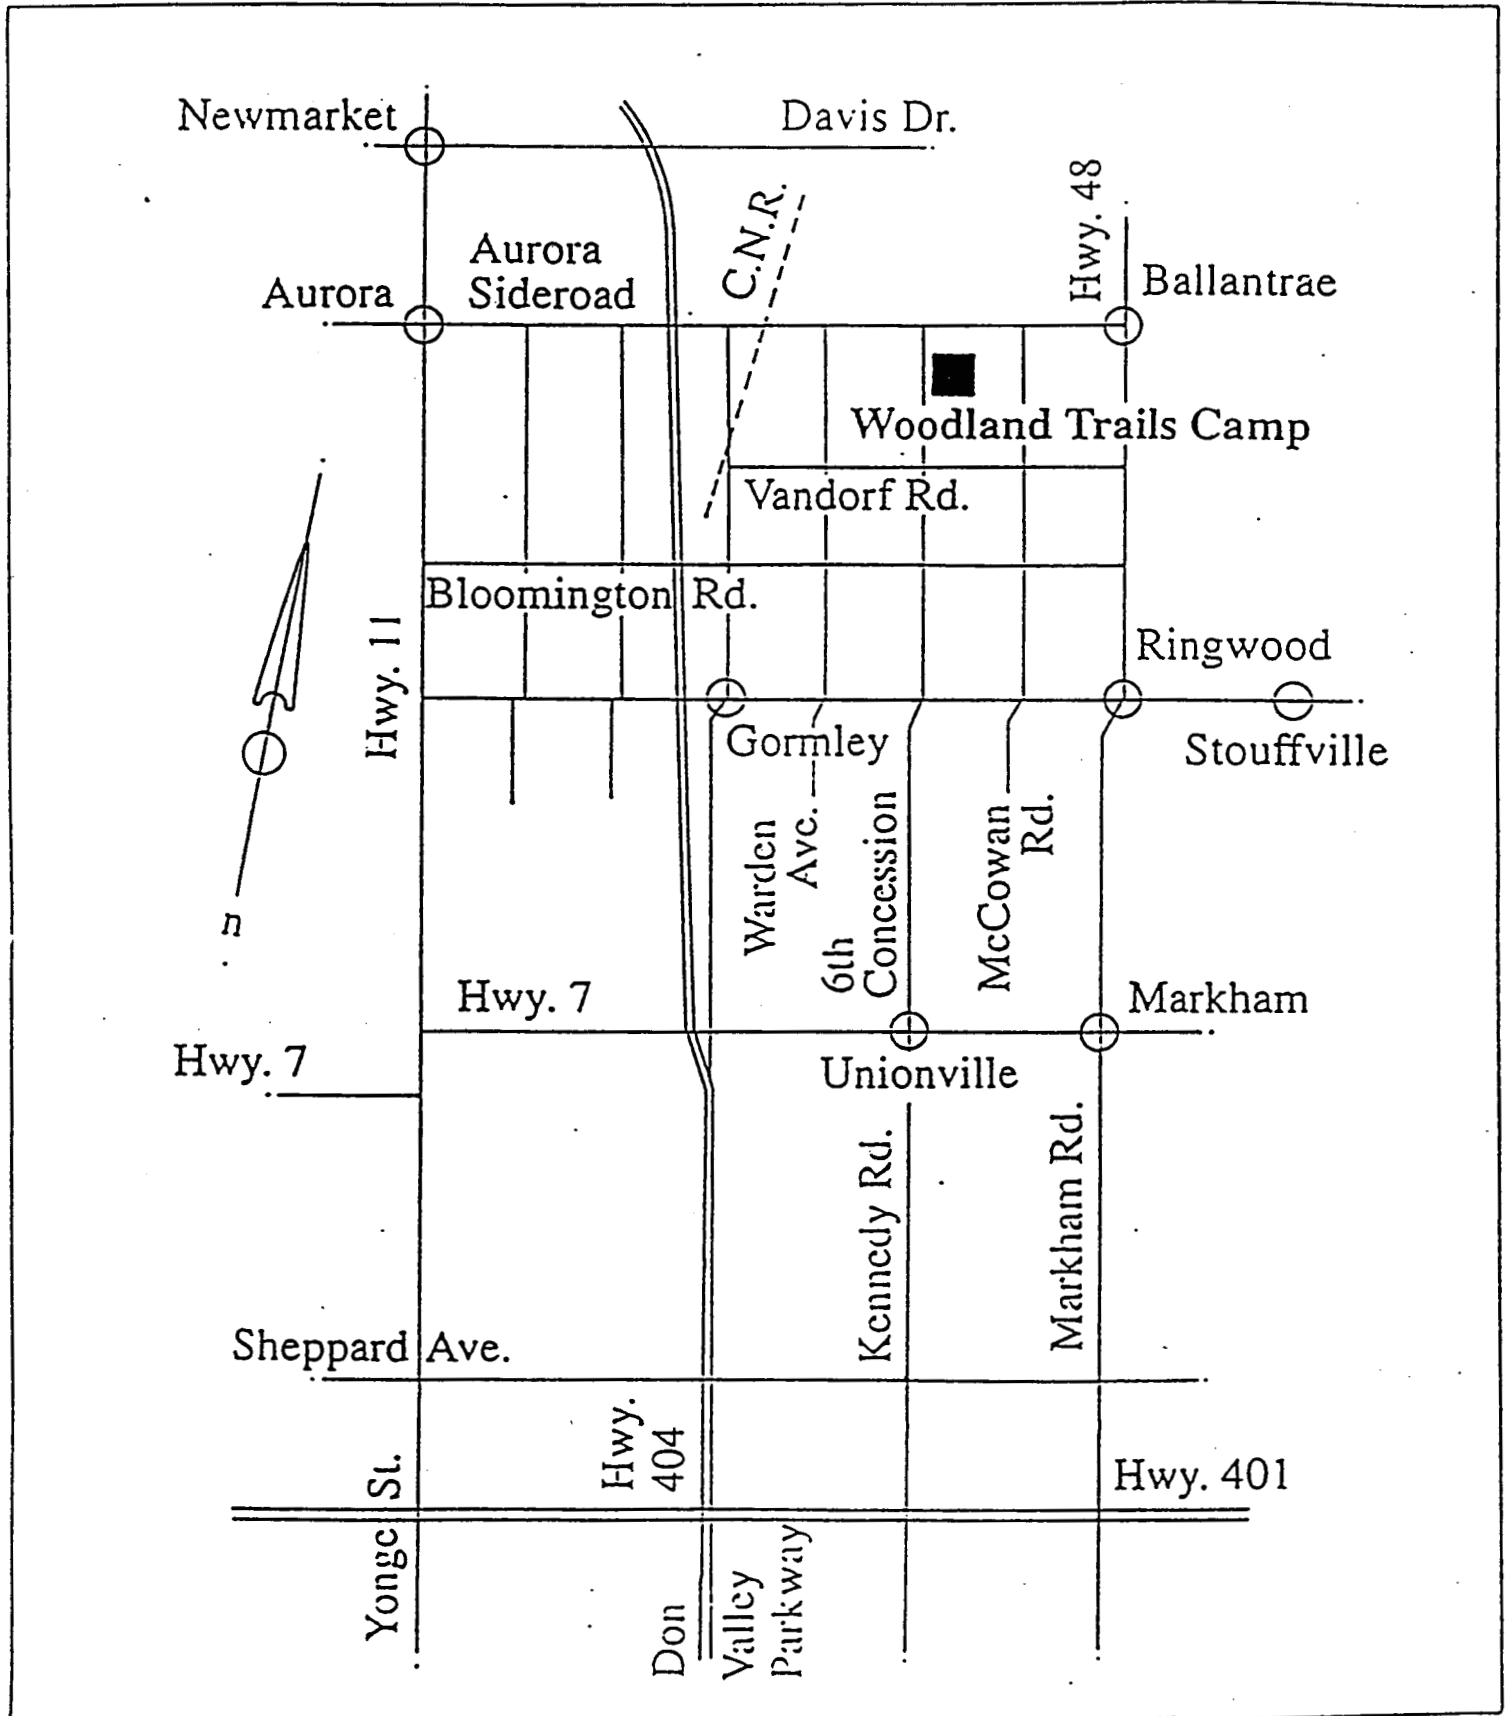 Newmarket
Davis Dr.
C.N.R.
Hwy. 48
Aurora
Aurora
Sideroad
Ballantrae
Woodland Trails Camp
Vandorf Rd.
Bloomington Rd.
Hwy. 11
Ringwood
Gormley
Stouffville
Warden
Ave.
6th
Concession
McCowan
Rd.
n
Hwy. 7
Markham
Hwy. 7
Unionville
Kennedy Rd.
Markham Rd.
Sheppard Ave.
Hwy.
404
Yonge St.
Hwy. 401
Don
Valley
Parkway